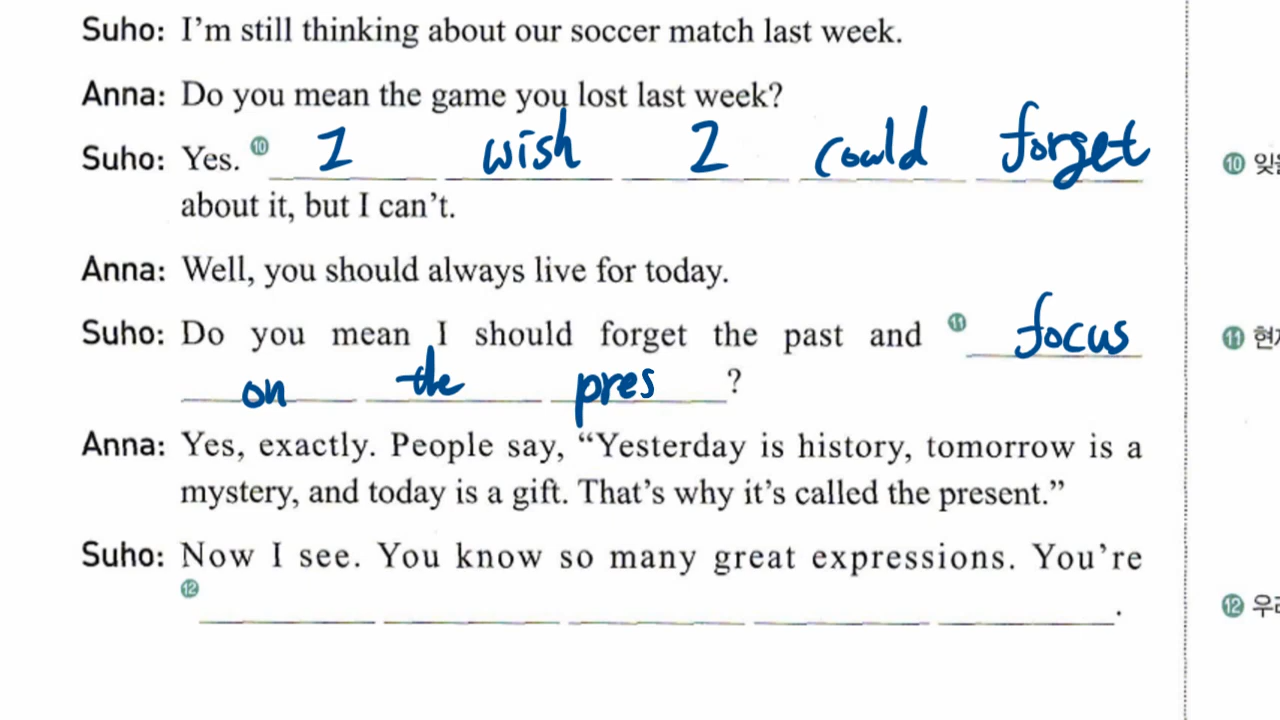 Suho: I'm still thinking about our soccer match last week.
Anna: Do you mean the game you lost last week?
Suho: Yes. ⑩ I wish I could forget
about it, but I can't.
Anna: Well, you should always live for today.
Suho: Do you mean I should forget the past and ⑪ focus
on the pres ?
Anna: Yes, exactly. People say, “Yesterday is history, tomorrow is a
mystery, and today is a gift. That's why it's called the present.”
Suho: Now I see. You know so many great expressions. You're
⑫ .
⑩
⑪
⑫